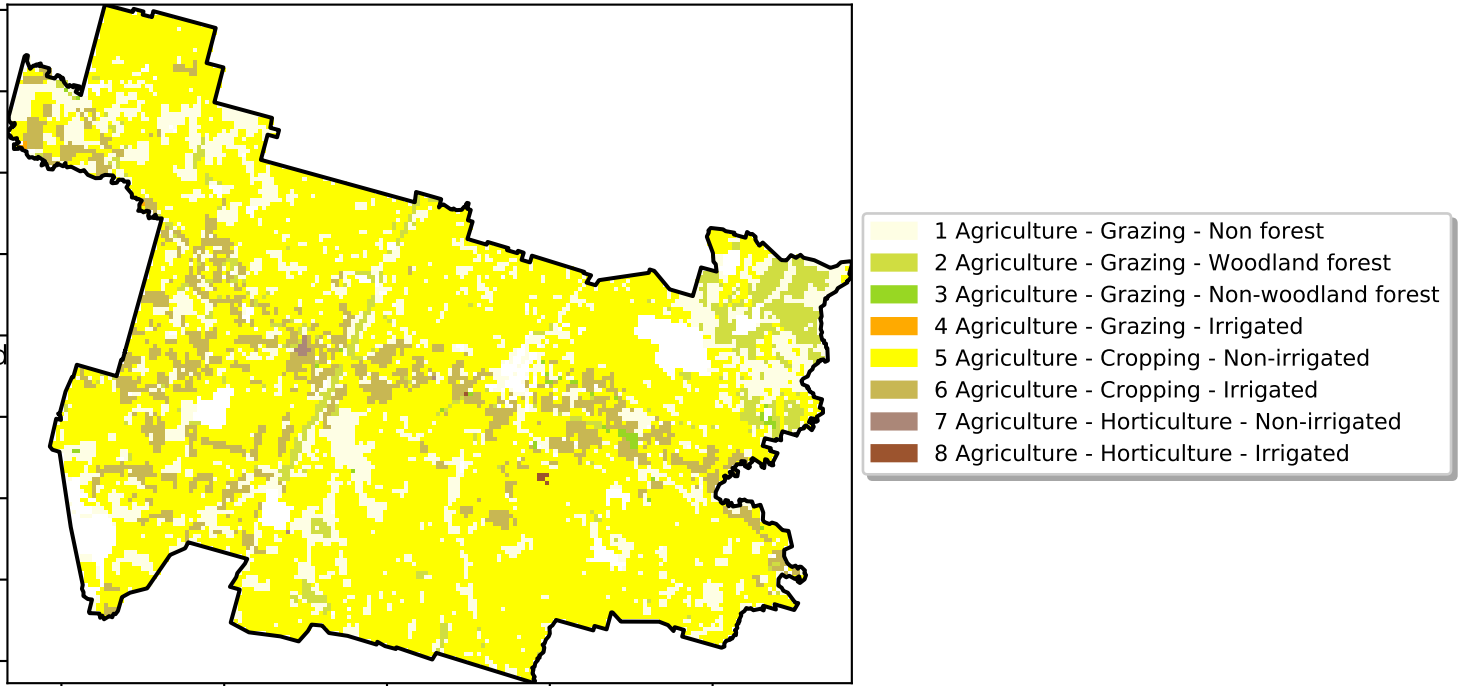 d
1 Agriculture - Grazing - Non forest
2 Agriculture - Grazing - Woodland forest
3 Agriculture - Grazing - Non-woodland forest
4 Agriculture - Grazing - Irrigated
5 Agriculture - Cropping - Non-irrigated
6 Agriculture - Cropping - Irrigated
7 Agriculture - Horticulture - Non-irrigated
8 Agriculture - Horticulture - Irrigated